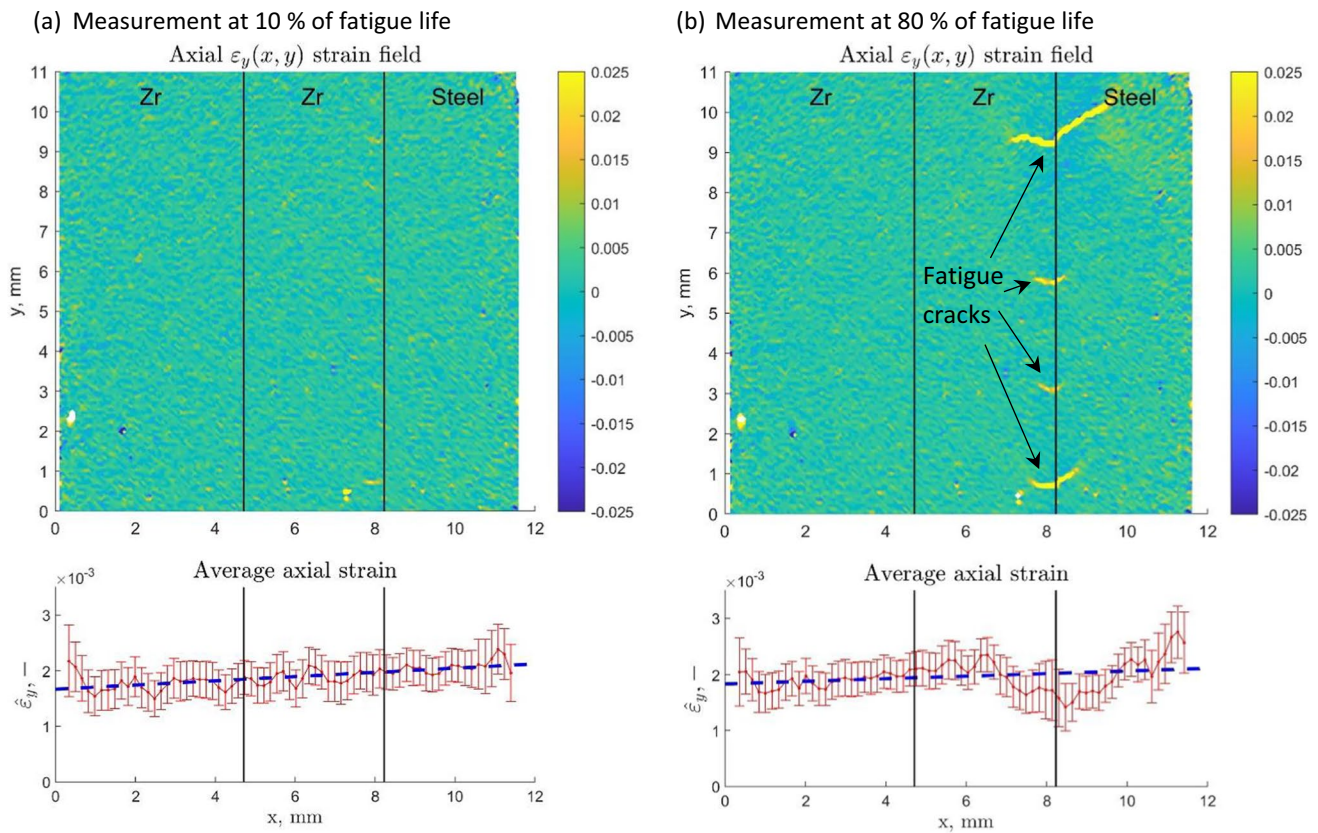 (a) Measurement at 10 % of fatigue life
Axial εy(x, y) strain field
Zr Zr Steel
11
10
9
8
7
6
5
4
3
2
1
0
y, mm
0 2 4 6 8 10 12
0.025
0.02
0.015
0.01
0.005
0
-0.005
-0.01
-0.015
-0.02
-0.025
Average axial strain
×10-3
3
2
1
0
ε̂y, —
0 2 4 6 8 10 12
x, mm
(b) Measurement at 80 % of fatigue life
Axial εy(x, y) strain field
Zr Zr Steel
Fatigue
cracks
11
10
9
8
7
6
5
4
3
2
1
0
y, mm
0 2 4 6 8 10 12
0.025
0.02
0.015
0.01
0.005
0
-0.005
-0.01
-0.015
-0.02
-0.025
Average axial strain
×10-3
3
2
1
0
ε̂y, —
0 2 4 6 8 10 12
x, mm